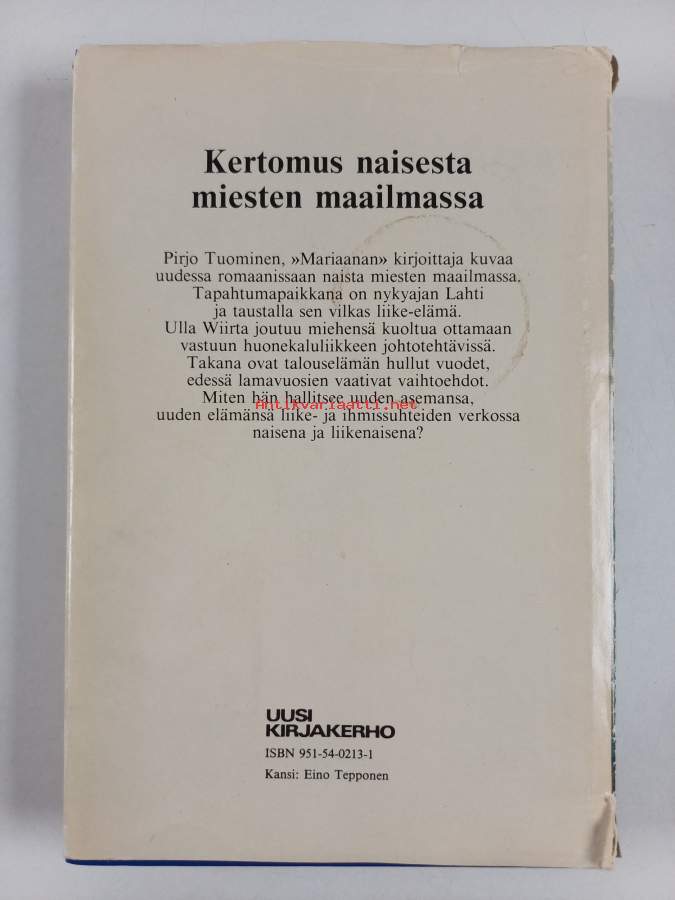 Kertomus naisesta
miesten maailmassa
Pirjo Tuominen, »Mariaanan» kirjoittaja kuvaa
uudessa romaanissaan naista miesten maailmassa.
Tapahtumapaikkana on nykyajan Lahti
ja taustalla sen vilkas liike-elämä.
Ulla Wiirta joutuu miehensä kuoltua ottamaan
vastuun huonekaluliikkeen johtotehtävissä.
Takana ovat talouselämän hullut vuodet,
edessä lamavuosien vaativat vaihtoehdot.
Miten hän hallitsee uuden asemansa,
Antikvariaatti.net
uuden elämänsä liike- ja ihmissuhteiden verkossa
naisena ja liikenaisena?
UUSI
KIRJAKERHO
ISBN 951-54-0213-1
Kansi: Eino Tepponen